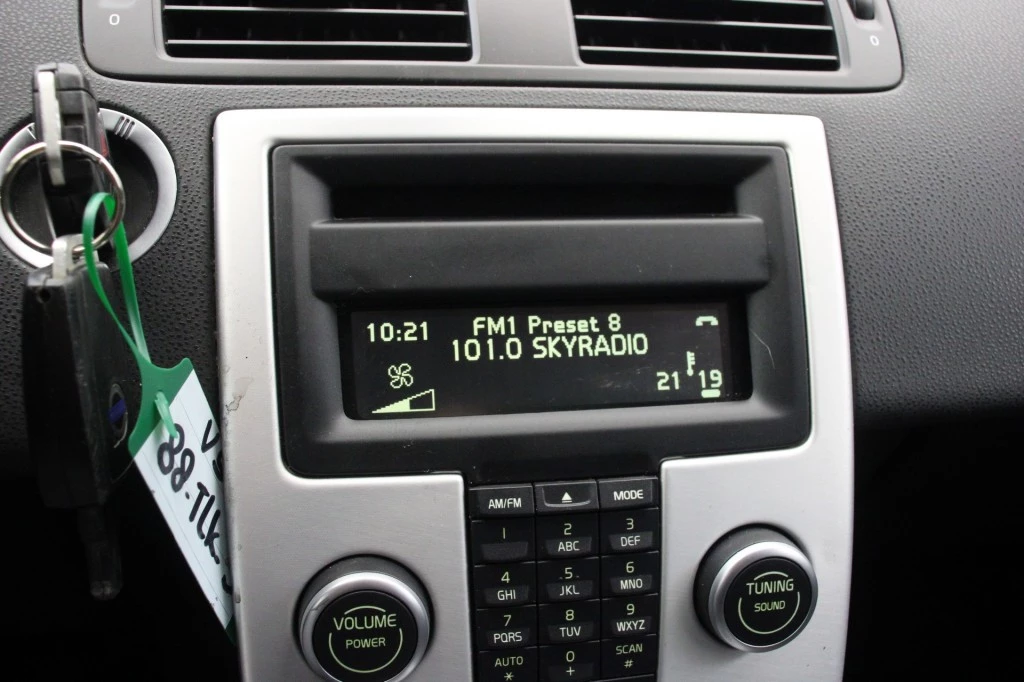 0
0
10:21
FM1 Preset 8
101.0 SKYRADIO
21 19
88-TLK
AM/FM
MODE
1
2
ABC
3
DEF
4
GHI
5
JKL
6
MNO
7
PQRS
8
TUV
9
WXYZ
AUTO
*
0
+
SCAN
#
VOLUME
POWER
TUNING
SOUND